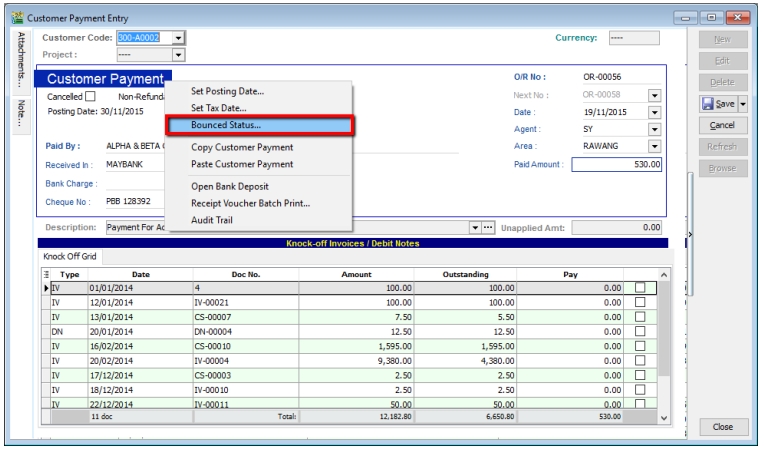 Customer Payment Entry
Attachments...
Note...
Customer Code: 300-A0002
Currency: ----
Project : ----
Customer Payment
Cancelled Non-Refunda
Posting Date: 30/11/2015
Paid By : ALPHA & BETA
Received In : MAYBANK
Bank Charge :
Cheque No : PBB 128392
Set Posting Date...
Set Tax Date...
Bounced Status...
Copy Customer Payment
Paste Customer Payment
Open Bank Deposit
Receipt Voucher Batch Print...
Audit Trail
O/R No : OR-00056
Next No : OR-00058
Date : 19/11/2015
Agent : SY
Area : RAWANG
Paid Amount : 530.00
Description: Payment For Ac
Unapplied Amt: 0.00
Knock-off Invoices / Debit Notes
Knock Off Grid
Type Date Doc No. Amount Outstanding Pay
IV 01/01/2014 4 100.00 100.00 0.00
IV 12/01/2014 IV-00021 100.00 100.00 0.00
IV 13/01/2014 CS-00007 7.50 5.50 0.00
DN 20/01/2014 DN-00004 12.50 12.50 0.00
IV 16/02/2014 CS-00010 1,595.00 1,595.00 0.00
IV 20/02/2014 IV-00004 9,380.00 4,380.00 0.00
IV 17/12/2014 CS-00003 2.50 2.50 0.00
IV 18/12/2014 IV-00010 2.50 2.50 0.00
IV 22/12/2014 IV-00011 50.00 50.00 0.00
11 doc Total: 12,182.80 6,650.80 530.00
New
Edit
Delete
Save
Cancel
Refresh
Browse
Close